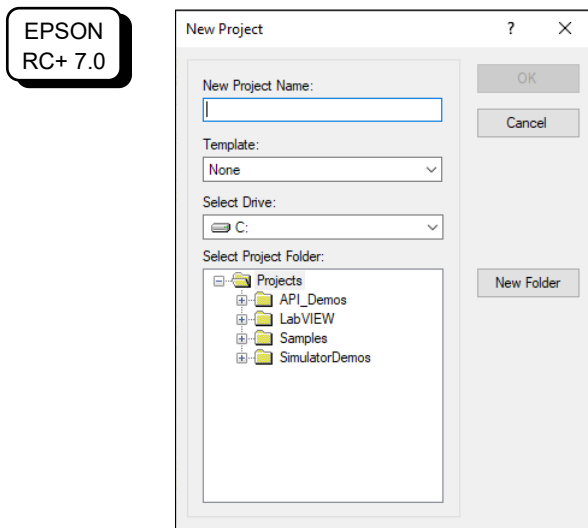 EPSON
RC+ 7.0
New Project
?
New Project Name:
OK
Cancel
Template:
None
Select Drive:
C:
Select Project Folder:
Projects
New Folder
API_Demos
LabVIEW
Samples
SimulatorDemos